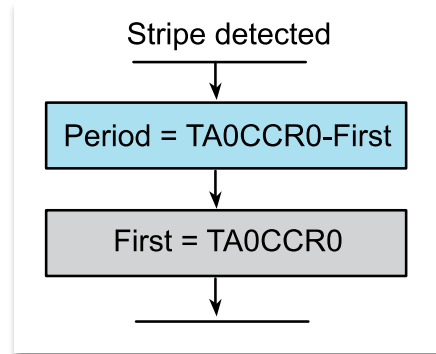 Stripe detected
Period = TA0CCR0-First
First = TA0CCR0